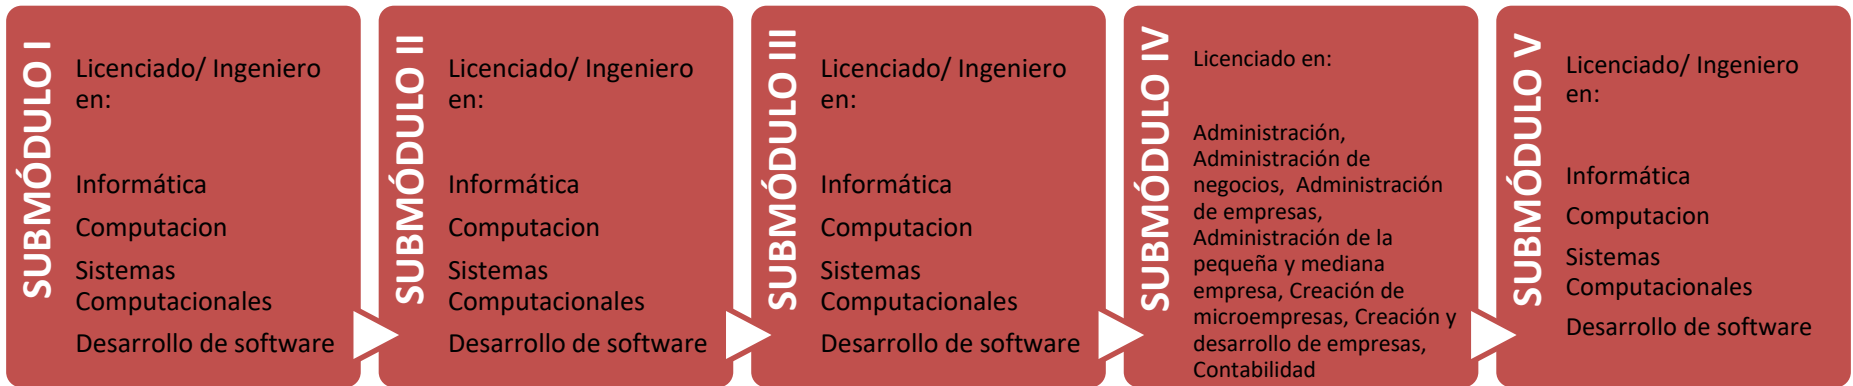 SUBMÓDULO I
Licenciado/ Ingeniero
en:
Informática
Computacion
Sistemas
Computacionales
Desarrollo de software
SUBMÓDULO II
Licenciado/ Ingeniero
en:
Informática
Computacion
Sistemas
Computacionales
Desarrollo de software
SUBMÓDULO III
Licenciado/ Ingeniero
en:
Informática
Computacion
Sistemas
Computacionales
Desarrollo de software
SUBMÓDULO IV
Licenciado en:
Administración,
Administración de
negocios, Administración
de empresas,
Administración de la
pequeña y mediana
empresa, Creación de
microempresas, Creación y
desarrollo de empresas,
Contabilidad
SUBMÓDULO V
Licenciado/ Ingeniero
en:
Informática
Computacion
Sistemas
Computacionales
Desarrollo de software